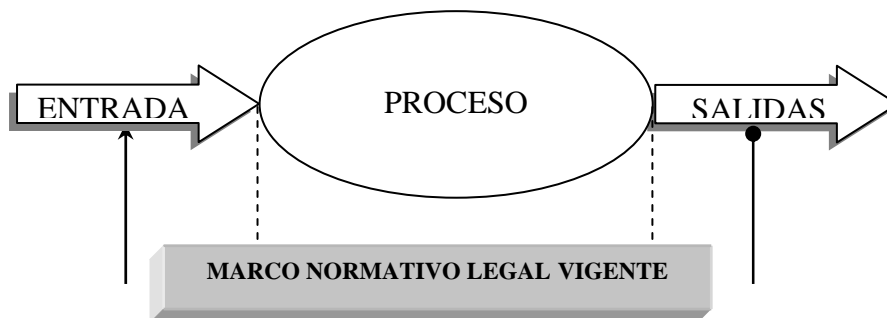 ENTRADA
PROCESO
SALIDAS
MARCO NORMATIVO LEGAL VIGENTE